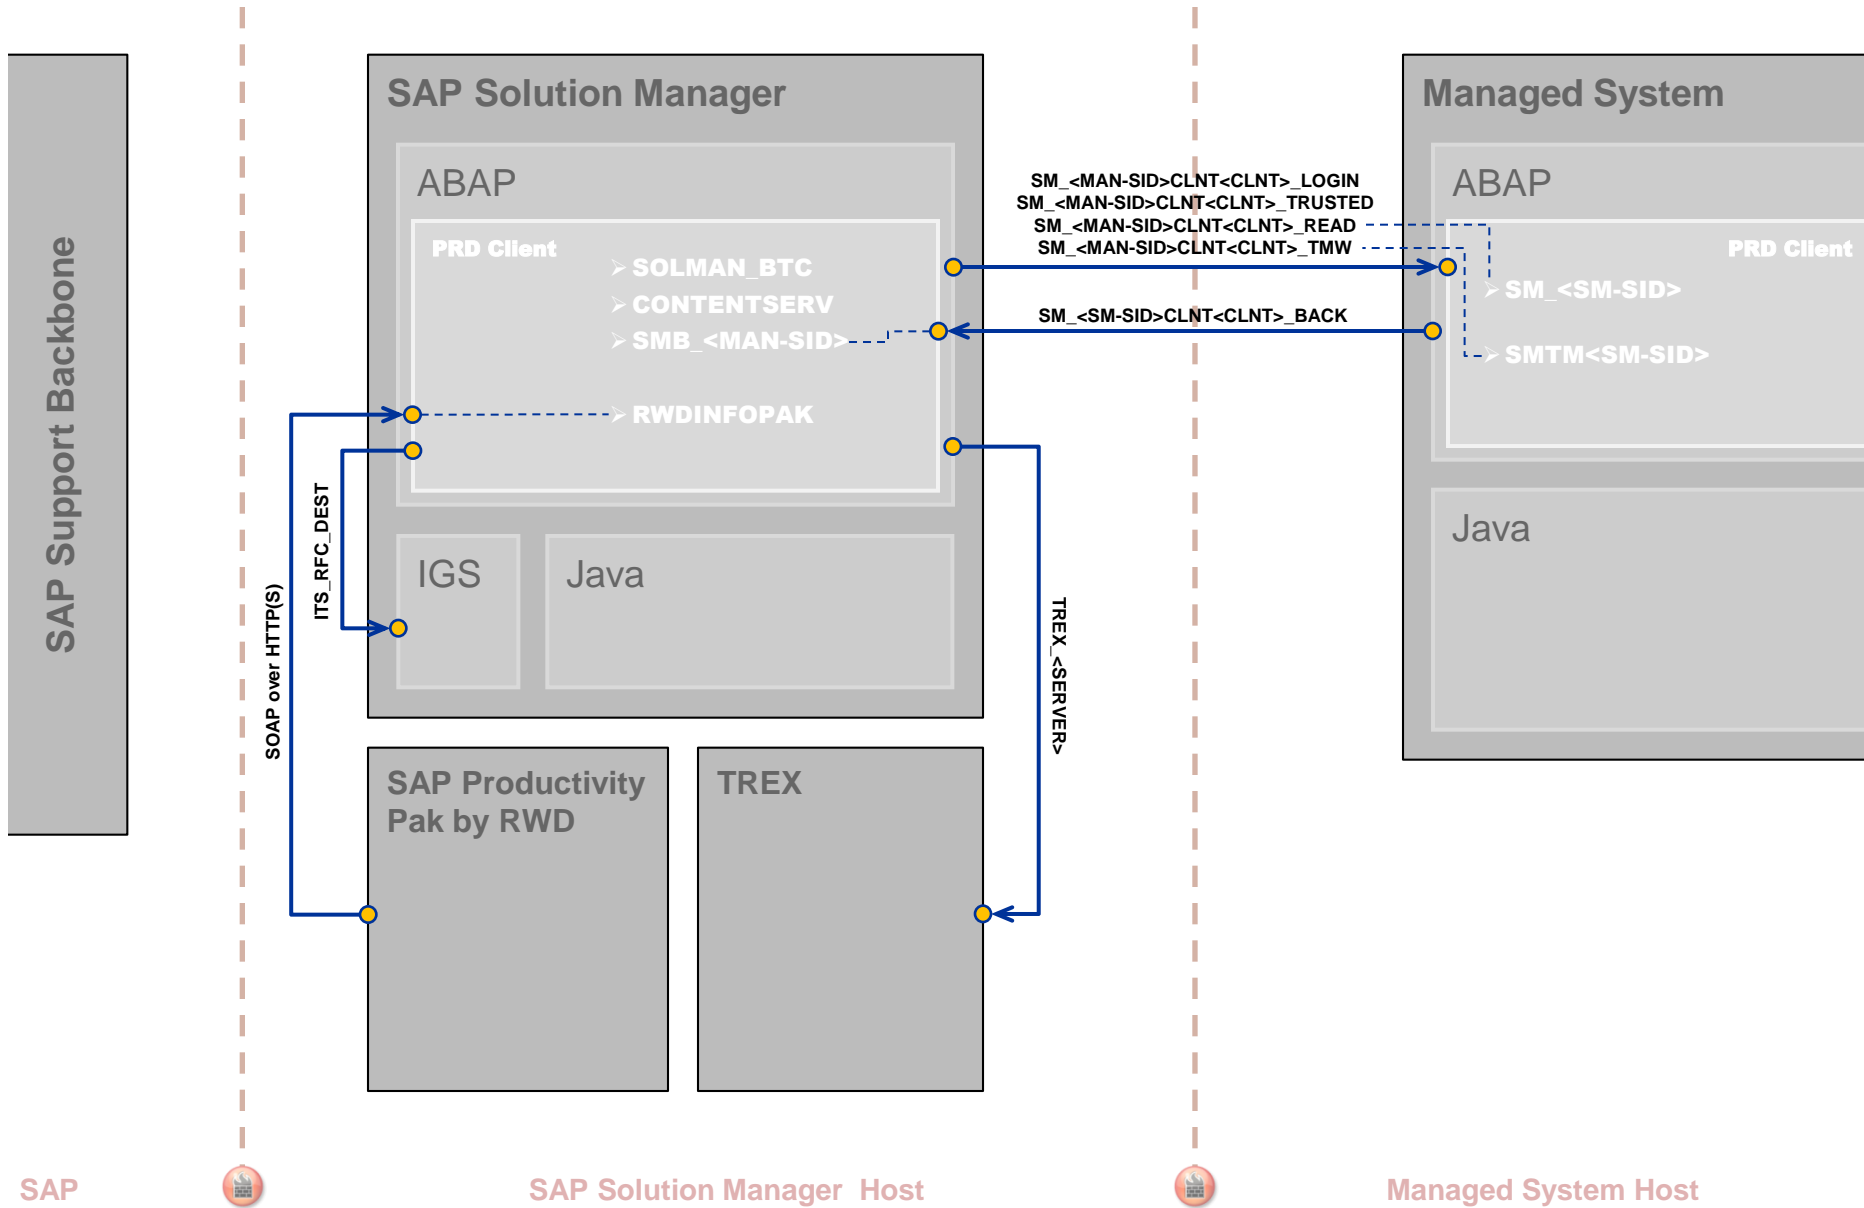 SAP Support Backbone
SAP Solution Manager
ABAP
PRD Client
SOLMAN_BTC
CONTENTSERV
SMB_<MAN-SID>
RWDINFOPAK
IGS
Java
SOAP over HTTP(S)
ITS_RFC_DEST
SM_<MAN-SID>CLNT<CLNT>_LOGIN
SM_<MAN-SID>CLNT<CLNT>_TRUSTED
SM_<MAN-SID>CLNT<CLNT>_READ
SM_<MAN-SID>CLNT<CLNT>_TMW
SM_<SM-SID>CLNT<CLNT>_BACK
TREX_<SERVER>
Managed System
ABAP
PRD Client
SM_<SM-SID>
SMTM<SM-SID>
Java
SAP Productivity
Pak by RWD
TREX
SAP
SAP Solution Manager Host
Managed System Host